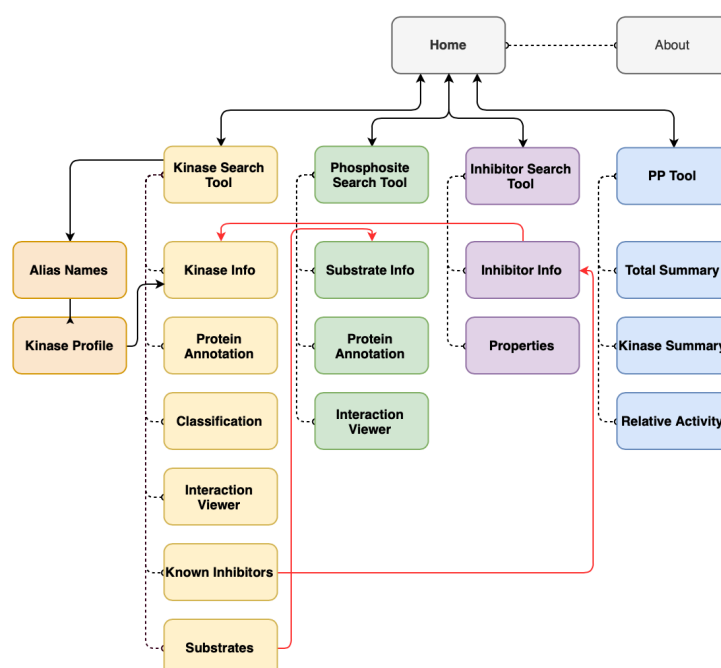 Home
About
Kinase Search
Tool
Phosphosite
Search Tool
Inhibitor Search
Tool
PP Tool
Alias Names
Kinase Info
Substrate Info
Inhibitor Info
Total Summary
Kinase Profile
Protein
Annotation
Protein
Annotation
Properties
Kinase Summary
Classification
Interaction
Viewer
Relative Activity
Interaction
Viewer
Known Inhibitors
Substrates